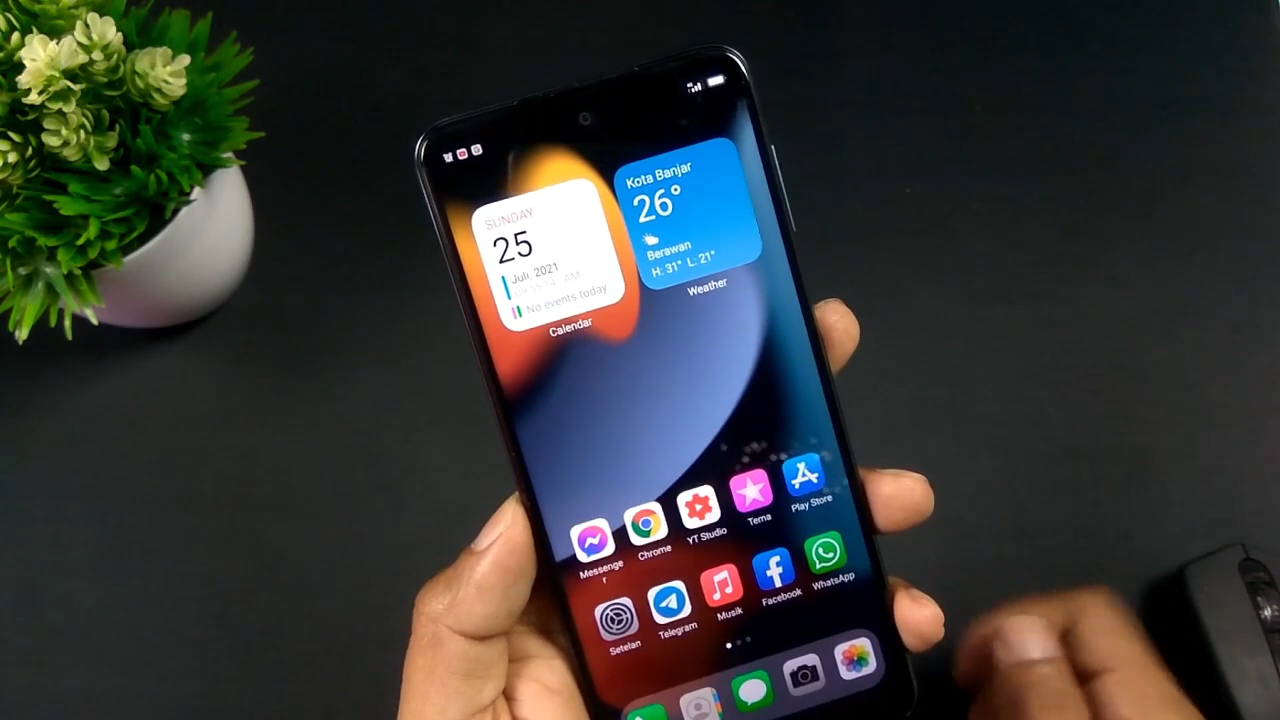 SUNDAY
25
Juli, 2021
AM
No events today
Calendar
Kota Banjar
26°
Berawan
H: 31° L: 21°
Weather
Messenge
r
Chrome
YT Studio
Tema
Play Store
Setelan
Telegram
Musik
Facebook
WhatsApp